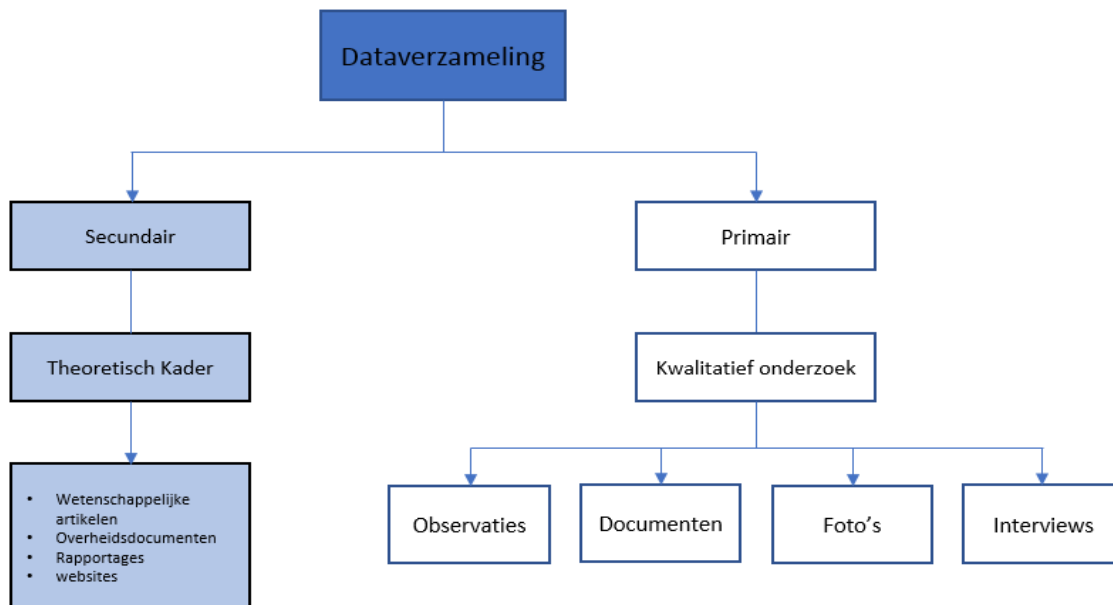 Dataverzameling
Secundair
Primair
Theoretisch Kader
Kwalitatief onderzoek
• Wetenschappelijke
artikelen
• Overheidsdocumenten
• Rapportages
• websites
Observaties
Documenten
Foto's
Interviews